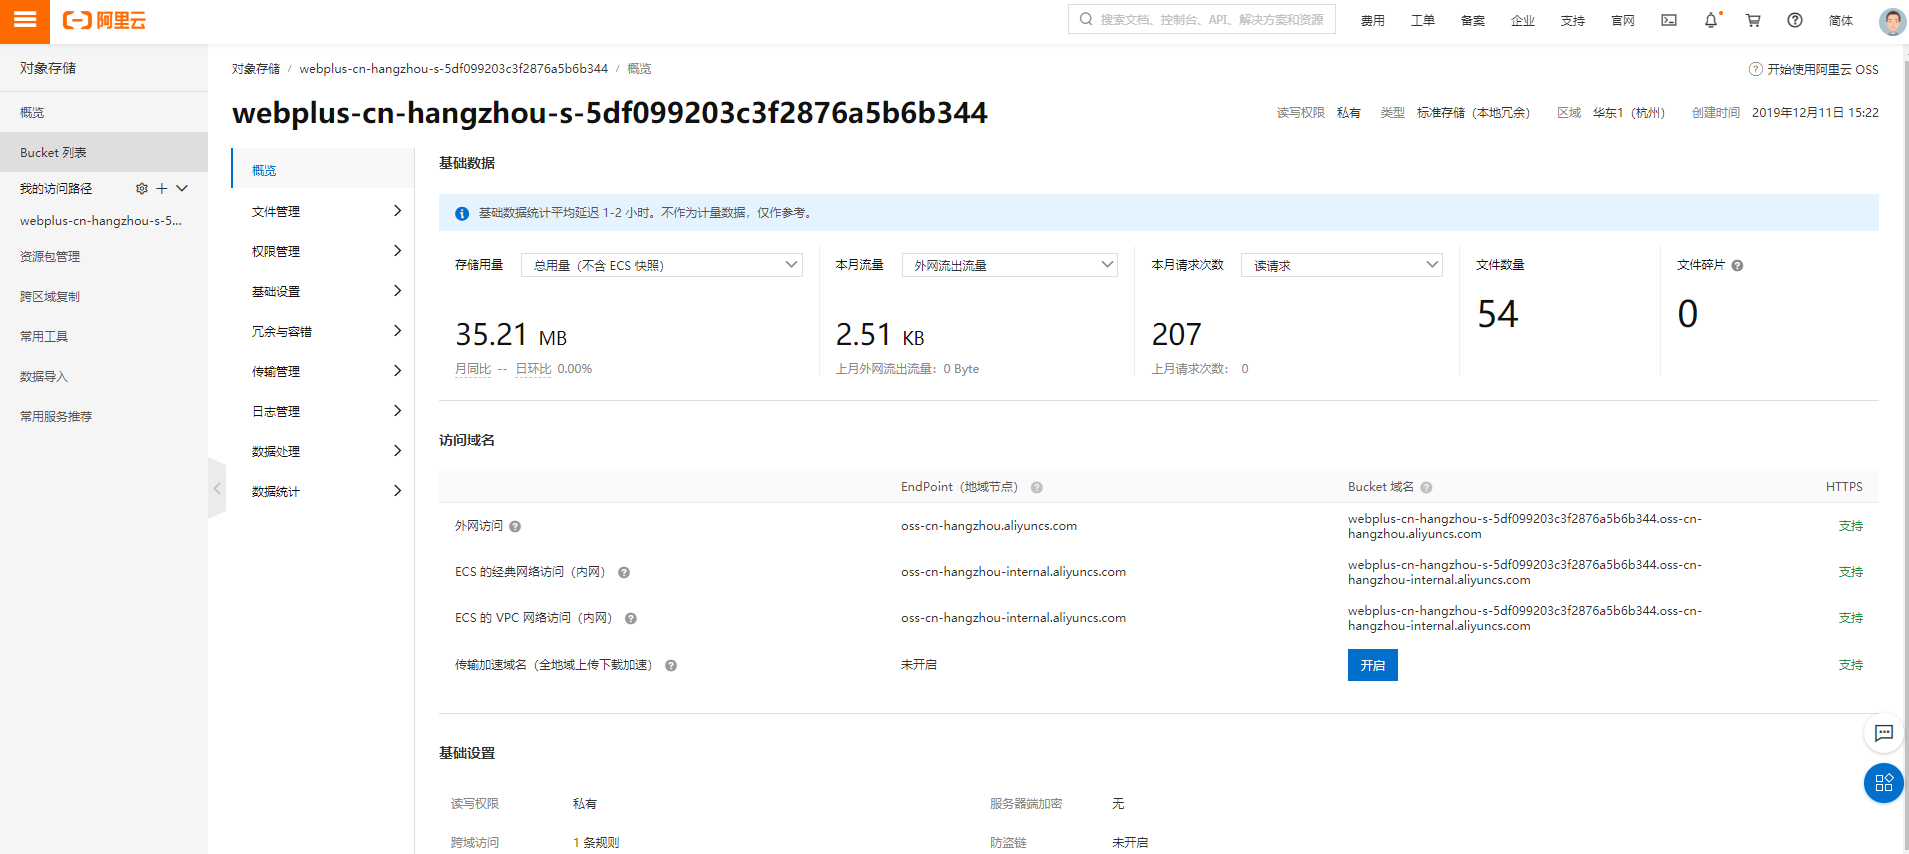 阿里云
搜索文档、控制台、API、解决方案和资源
费用 工单 备案 企业 支持 官网 简体
对象存储
概览
Bucket 列表
我的访问路径
webplus-cn-hangzhou-s-5...
资源包管理
跨区域复制
常用工具
数据导入
常用服务推荐
对象存储 / webplus-cn-hangzhou-s-5df099203c3f2876a5b6b344 / 概览
开始使用阿里云 OSS
webplus-cn-hangzhou-s-5df099203c3f2876a5b6b344
读写权限 私有 类型 标准存储（本地冗余） 区域 华东1（杭州） 创建时间 2019年12月11日 15:22
概览
文件管理
权限管理
基础设置
冗余与容错
传输管理
日志管理
数据处理
数据统计
基础数据
基础数据统计平均延迟 1-2 小时。不作为计量数据，仅作参考。
存储用量 总用量（不含 ECS 快照） 本月流量 外网流出流量 本月请求次数 读请求 文件数量 文件碎片
35.21 MB 2.51 KB 207 54 0
月同比 -- 日环比 0.00% 上月外网流出流量：0 Byte 上月请求次数： 0
访问域名
EndPoint（地域节点） Bucket 域名 HTTPS
外网访问 oss-cn-hangzhou.aliyuncs.com webplus-cn-hangzhou-s-5df099203c3f2876a5b6b344.oss-cn-
hangzhou.aliyuncs.com 支持
ECS 的经典网络访问（内网） oss-cn-hangzhou-internal.aliyuncs.com webplus-cn-hangzhou-s-5df099203c3f2876a5b6b344.oss-cn-
hangzhou-internal.aliyuncs.com 支持
ECS 的 VPC 网络访问（内网） oss-cn-hangzhou-internal.aliyuncs.com webplus-cn-hangzhou-s-5df099203c3f2876a5b6b344.oss-cn-
hangzhou-internal.aliyuncs.com 支持
传输加速域名（全地域上传下载加速） 未开启 开启 支持
基础设置
读写权限 私有 服务器端加密 无
跨域访问 1 条规则 防盗链 未开启